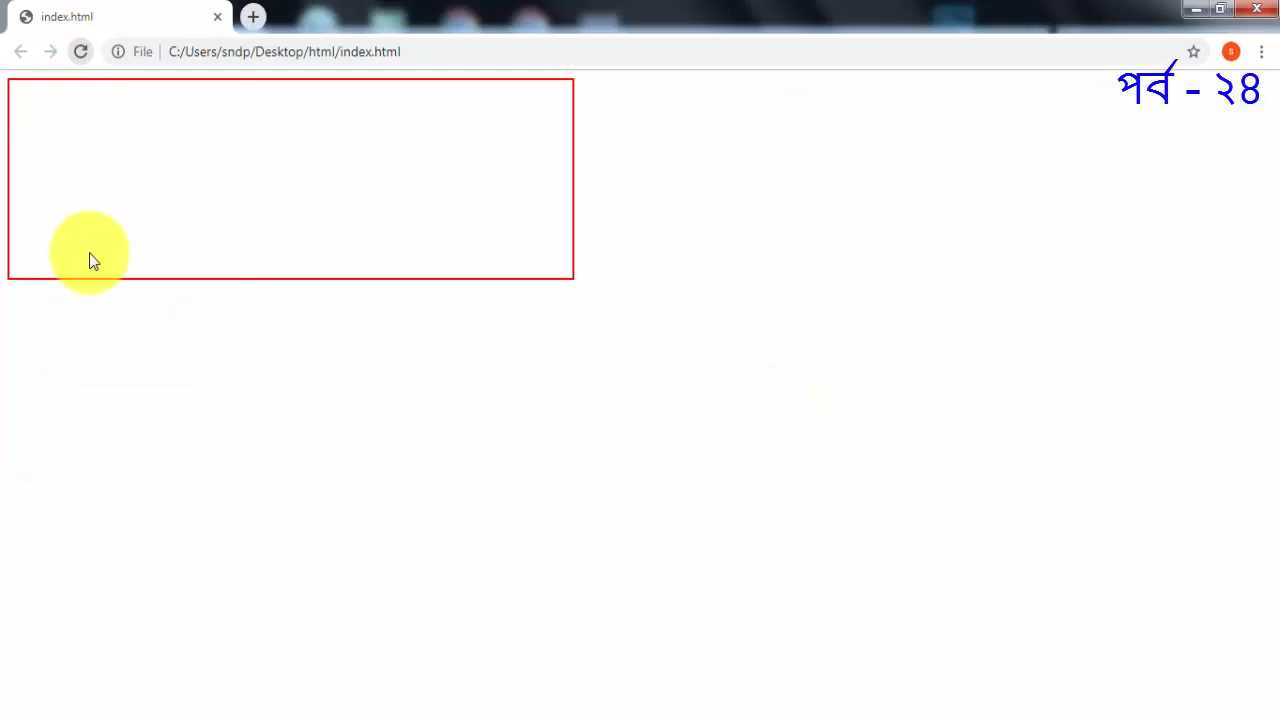 index.html
File
C:/Users/sndp/Desktop/html/index.html
S
পর্ব - ২৪